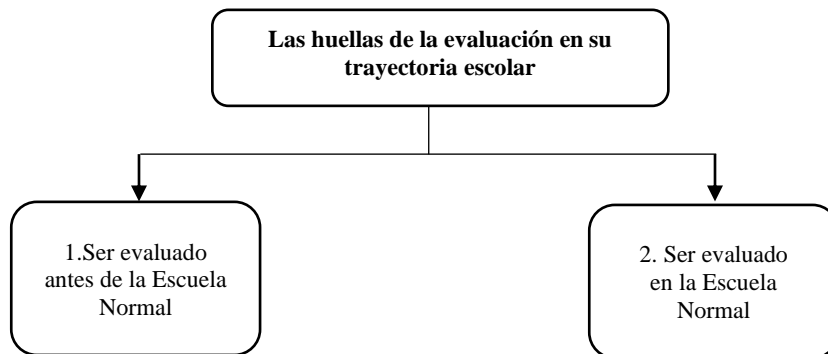 Las huellas de la evaluación en su
trayectoria escolar
1.Ser evaluado
antes de la Escuela
Normal
2. Ser evaluado
en la Escuela
Normal